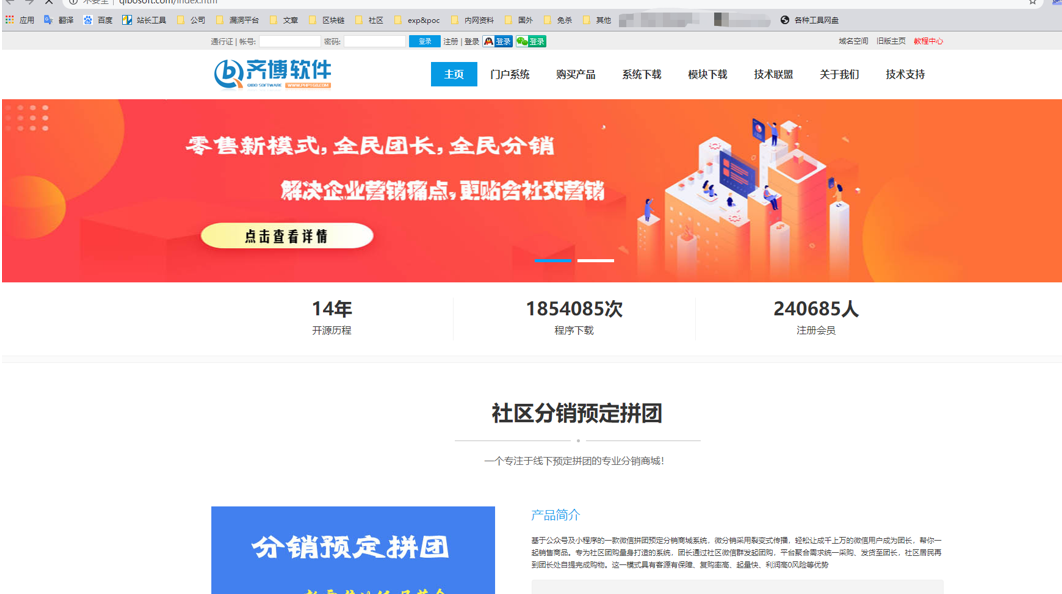 不安全 | qibosoft.com/index.htm
应用 翻译 百度 站长工具 公司 溯源平台 文章 区块链 社区 exp&poc 内网资料 国外 免杀 其他 各种工具网盘
通行证 | 帐号: 密码: 登录 注册 | 登录 登录 登录 域名空间 旧版主页 教程中心
齐博软件
QIBO SOFTWARE
主页 门户系统 购买产品 系统下载 模块下载 技术联盟 关于我们 技术支持
零售新模式,全民团长,全民分销
解决企业营销痛点,更贴合社交营销
点击查看详情
14年 1854085次 240685人
开源历程 程序下载 注册会员
社区分销预定拼团
一个专注于线下预定拼团的专业分销商城!
分销预定拼团
产品简介
基于公众号及小程序的一款微信拼团预定分销商城系统，微分销采用裂变式传播，轻松让成千上万的微信用户成为团长，帮你一
起销售商品。专为社区团购量身打造的系统，团长通过社区微信群发起团购，平台聚合需求统一采购、发货至团长，社区居民再
到团长处自提完成购物。这一模式具有客源有保障、复购率高、起量快、利润高0风险等优势